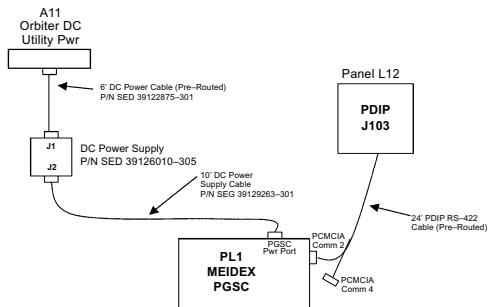 A11
Orbiter DC
Utility Pwr
6' DC Power Cable (Pre–Routed)
P/N SED 39122875–301
Panel L12
PDIP
J103
J1
J2
DC Power Supply
P/N SED 39126010–305
10' DC Power
Supply Cable
P/N SEG 39129263–301
24' PDIP RS–422
Cable (Pre–Routed)
PGSC
Pwr Port
PCMCIA
Comm 2
PL1
MEIDEX
PGSC
PCMCIA
Comm 4